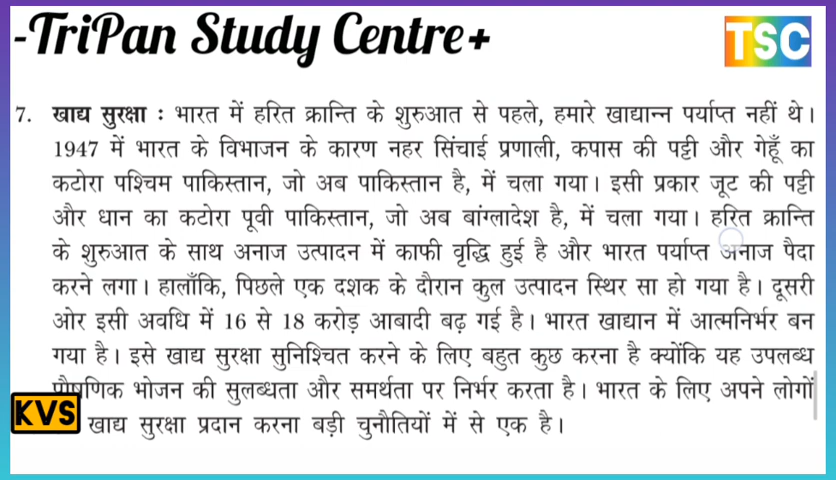 -TriPan Study Centre+
TSC
7. खाद्य सुरक्षा : भारत में हरित क्रान्ति के शुरुआत से पहले, हमारे खाद्यान्न पर्याप्त नहीं थे।
1947 में भारत के विभाजन के कारण नहर सिंचाई प्रणाली, कपास की पट्टी और गेहूँ का
कटोरा पश्चिम पाकिस्तान, जो अब पाकिस्तान है, में चला गया। इसी प्रकार जूट की पट्टी
और धान का कटोरा पूवी पाकिस्तान, जो अब बांग्लादेश है, में चला गया। हरित क्रान्ति
के शुरुआत के साथ अनाज उत्पादन में काफी वृद्धि हुई है और भारत पर्याप्त अनाज पैदा
करने लगा। हालाँकि, पिछले एक दशक के दौरान कुल उत्पादन स्थिर सा हो गया है। दूसरी
ओर इसी अवधि में 16 से 18 करोड़ आबादी बढ़ गई है। भारत खाद्यान में आत्मनिर्भर बन
गया है। इसे खाद्य सुरक्षा सुनिश्चित करने के लिए बहुत कुछ करना है क्योंकि यह उपलब्ध
पौषणिक भोजन की सुलब्धता और समर्थता पर निर्भर करता है। भारत के लिए अपने लोगों
KVS खाद्य सुरक्षा प्रदान करना बड़ी चुनौतियों में से एक है।